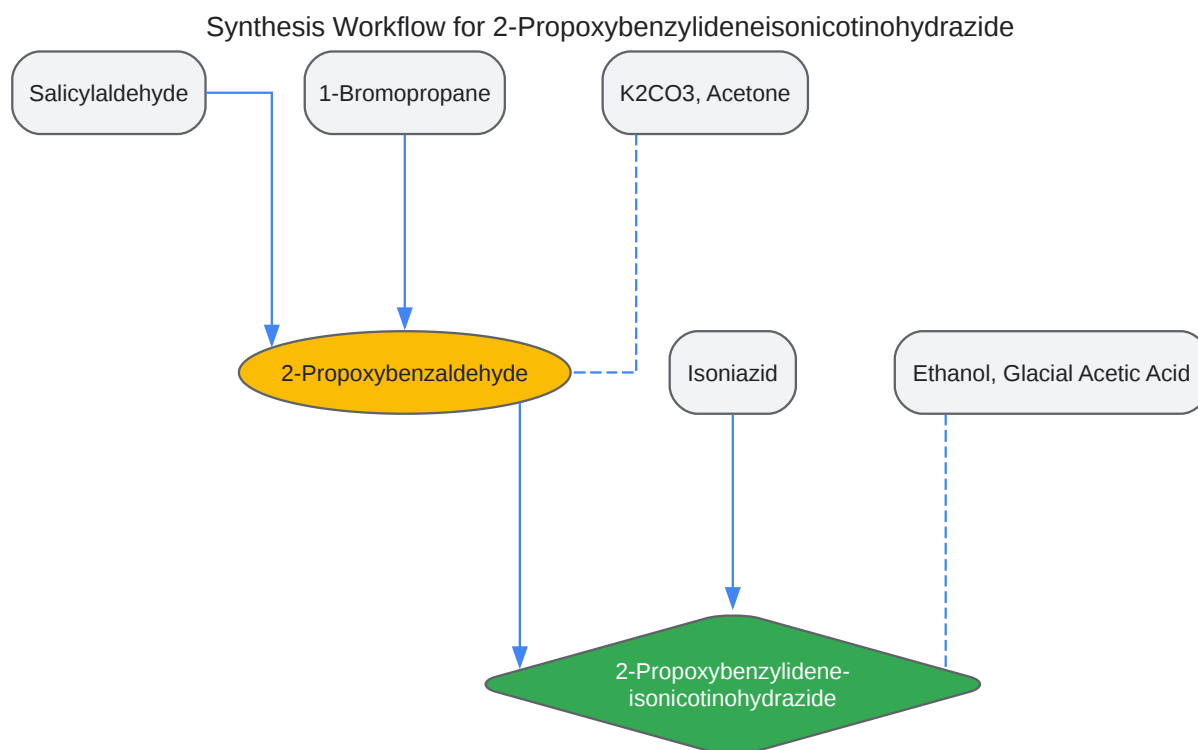 Synthesis Workflow for 2-Propoxybenzylideneisonicotinohydrazide
Salicylaldehyde
1-Bromopropane
K2CO3, Acetone
2-Propoxybenzaldehyde
Isoniazid
Ethanol, Glacial Acetic Acid
2-Propoxybenzylidene-
isonicotinohydrazide